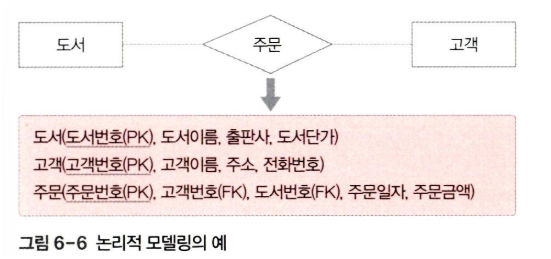 도서 주문 고객
도서(도서번호(PK), 도서이름, 출판사, 도서단가)
고객(고객번호(PK), 고객이름, 주소, 전화번호)
주문(주문번호(PK), 고객번호(FK), 도서번호(FK), 주문일자, 주문금액)
그림 6-6 논리적 모델링의 예